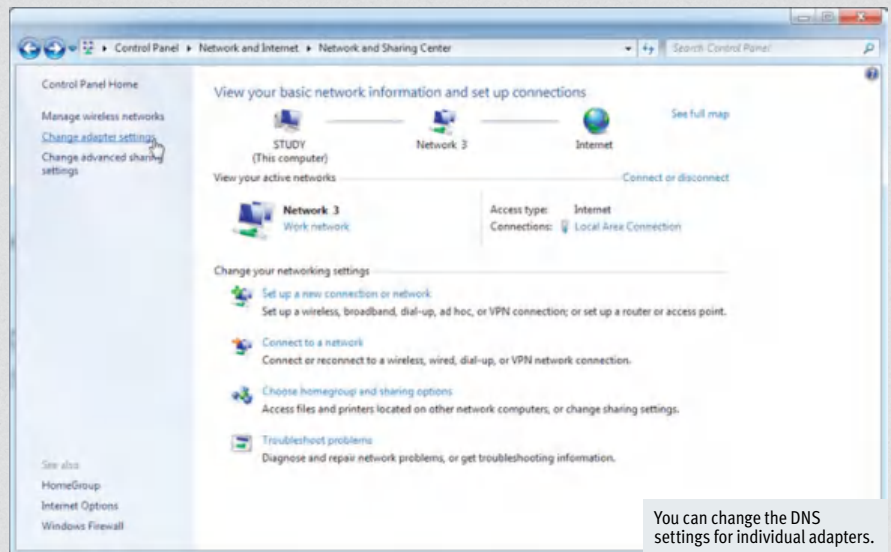 Control Panel ▸ Network and Internet ▸ Network and Sharing Center
Search Control Panel
Control Panel Home
Manage wireless networks
Change adapter settings
Change advanced sharing
settings
See also
HomeGroup
Internet Options
Windows Firewall
View your basic network information and set up connections
See full map
STUDY
(This computer)
Network 3
Internet
View your active networks
Connect or disconnect
Network 3
Work network
Access type: Internet
Connections: Local Area Connection
Change your networking settings
Set up a new connection or network
Set up a wireless, broadband, dial-up, ad hoc, or VPN connection; or set up a router or access point.
Connect to a network
Connect or reconnect to a wireless, wired, dial-up, or VPN network connection.
Choose homegroup and sharing options
Access files and printers located on other network computers, or change sharing settings.
Troubleshoot problems
Diagnose and repair network problems, or get troubleshooting information.
You can change the DNS
settings for individual adapters.